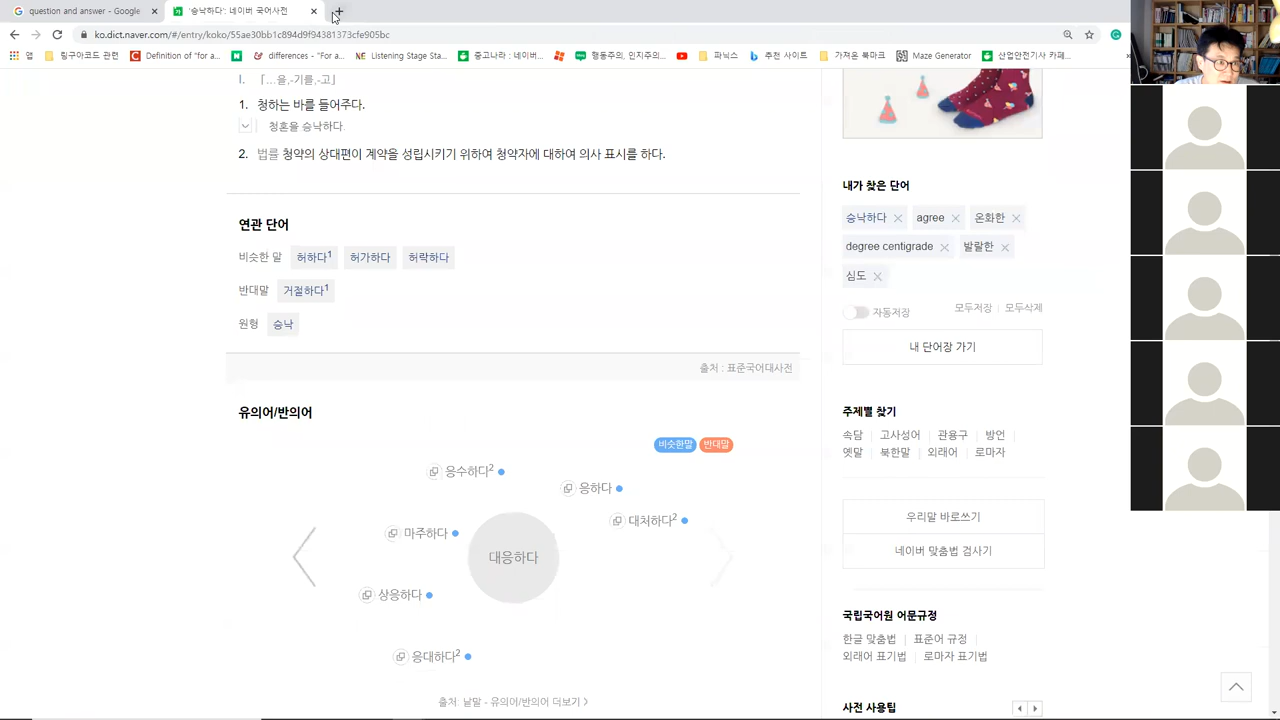 question and answer - Google
'승낙하다': 네이버 국어사전
ko.dict.naver.com/#/entry/koko/55ae30bb1c894d9f94381373cfe905bc
앱
링구아코드 관련
Definition of "for a...
differences - "For a...
Listening Stage-Sta...
중고나라 : 네이버...
행동주의, 인지주의...
파닉스
추천 사이트
가져온 북마크
Maze Generator
산업안전기사 카페...
I. 「...을,-기를,-고」
1. 청하는 바를 들어주다.
청혼을 승낙하다.
2. 법률 청약의 상대편이 계약을 성립시키기 위하여 청약자에 대하여 의사 표시를 하다.
연관 단어
비슷한 말 허하다1 허가하다 허락하다
반대말 거절하다1
원형 승낙
출처 : 표준국어대사전
유의어/반의어
비슷한말 반대말
응수하다2
응하다
대처하다2
마주하다
대응하다
상응하다
응대하다2
출처: 낱말 - 유의어/반의어 더보기 >
내가 찾은 단어
승낙하다 agree 온화한
degree centigrade 발랄한
심도
자동저장 모두저장 모두삭제
내 단어장 가기
주제별 찾기
속담 고사성어 관용구 방언
옛말 북한말 외래어 로마자
우리말 바로쓰기
네이버 맞춤법 검사기
국립국어원 어문규정
한글 맞춤법 표준어 규정
외래어 표기법 로마자 표기법
사전 사용팁